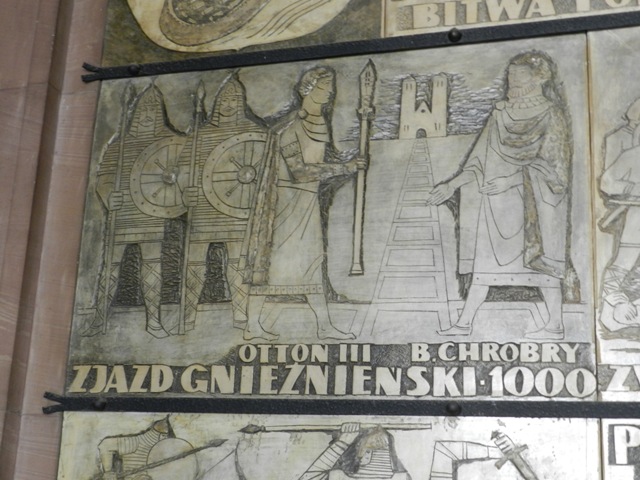 BITWA
OTTON III B. CHROBRY
ZJAZD GNIEŹNIEŃSKI · 1000